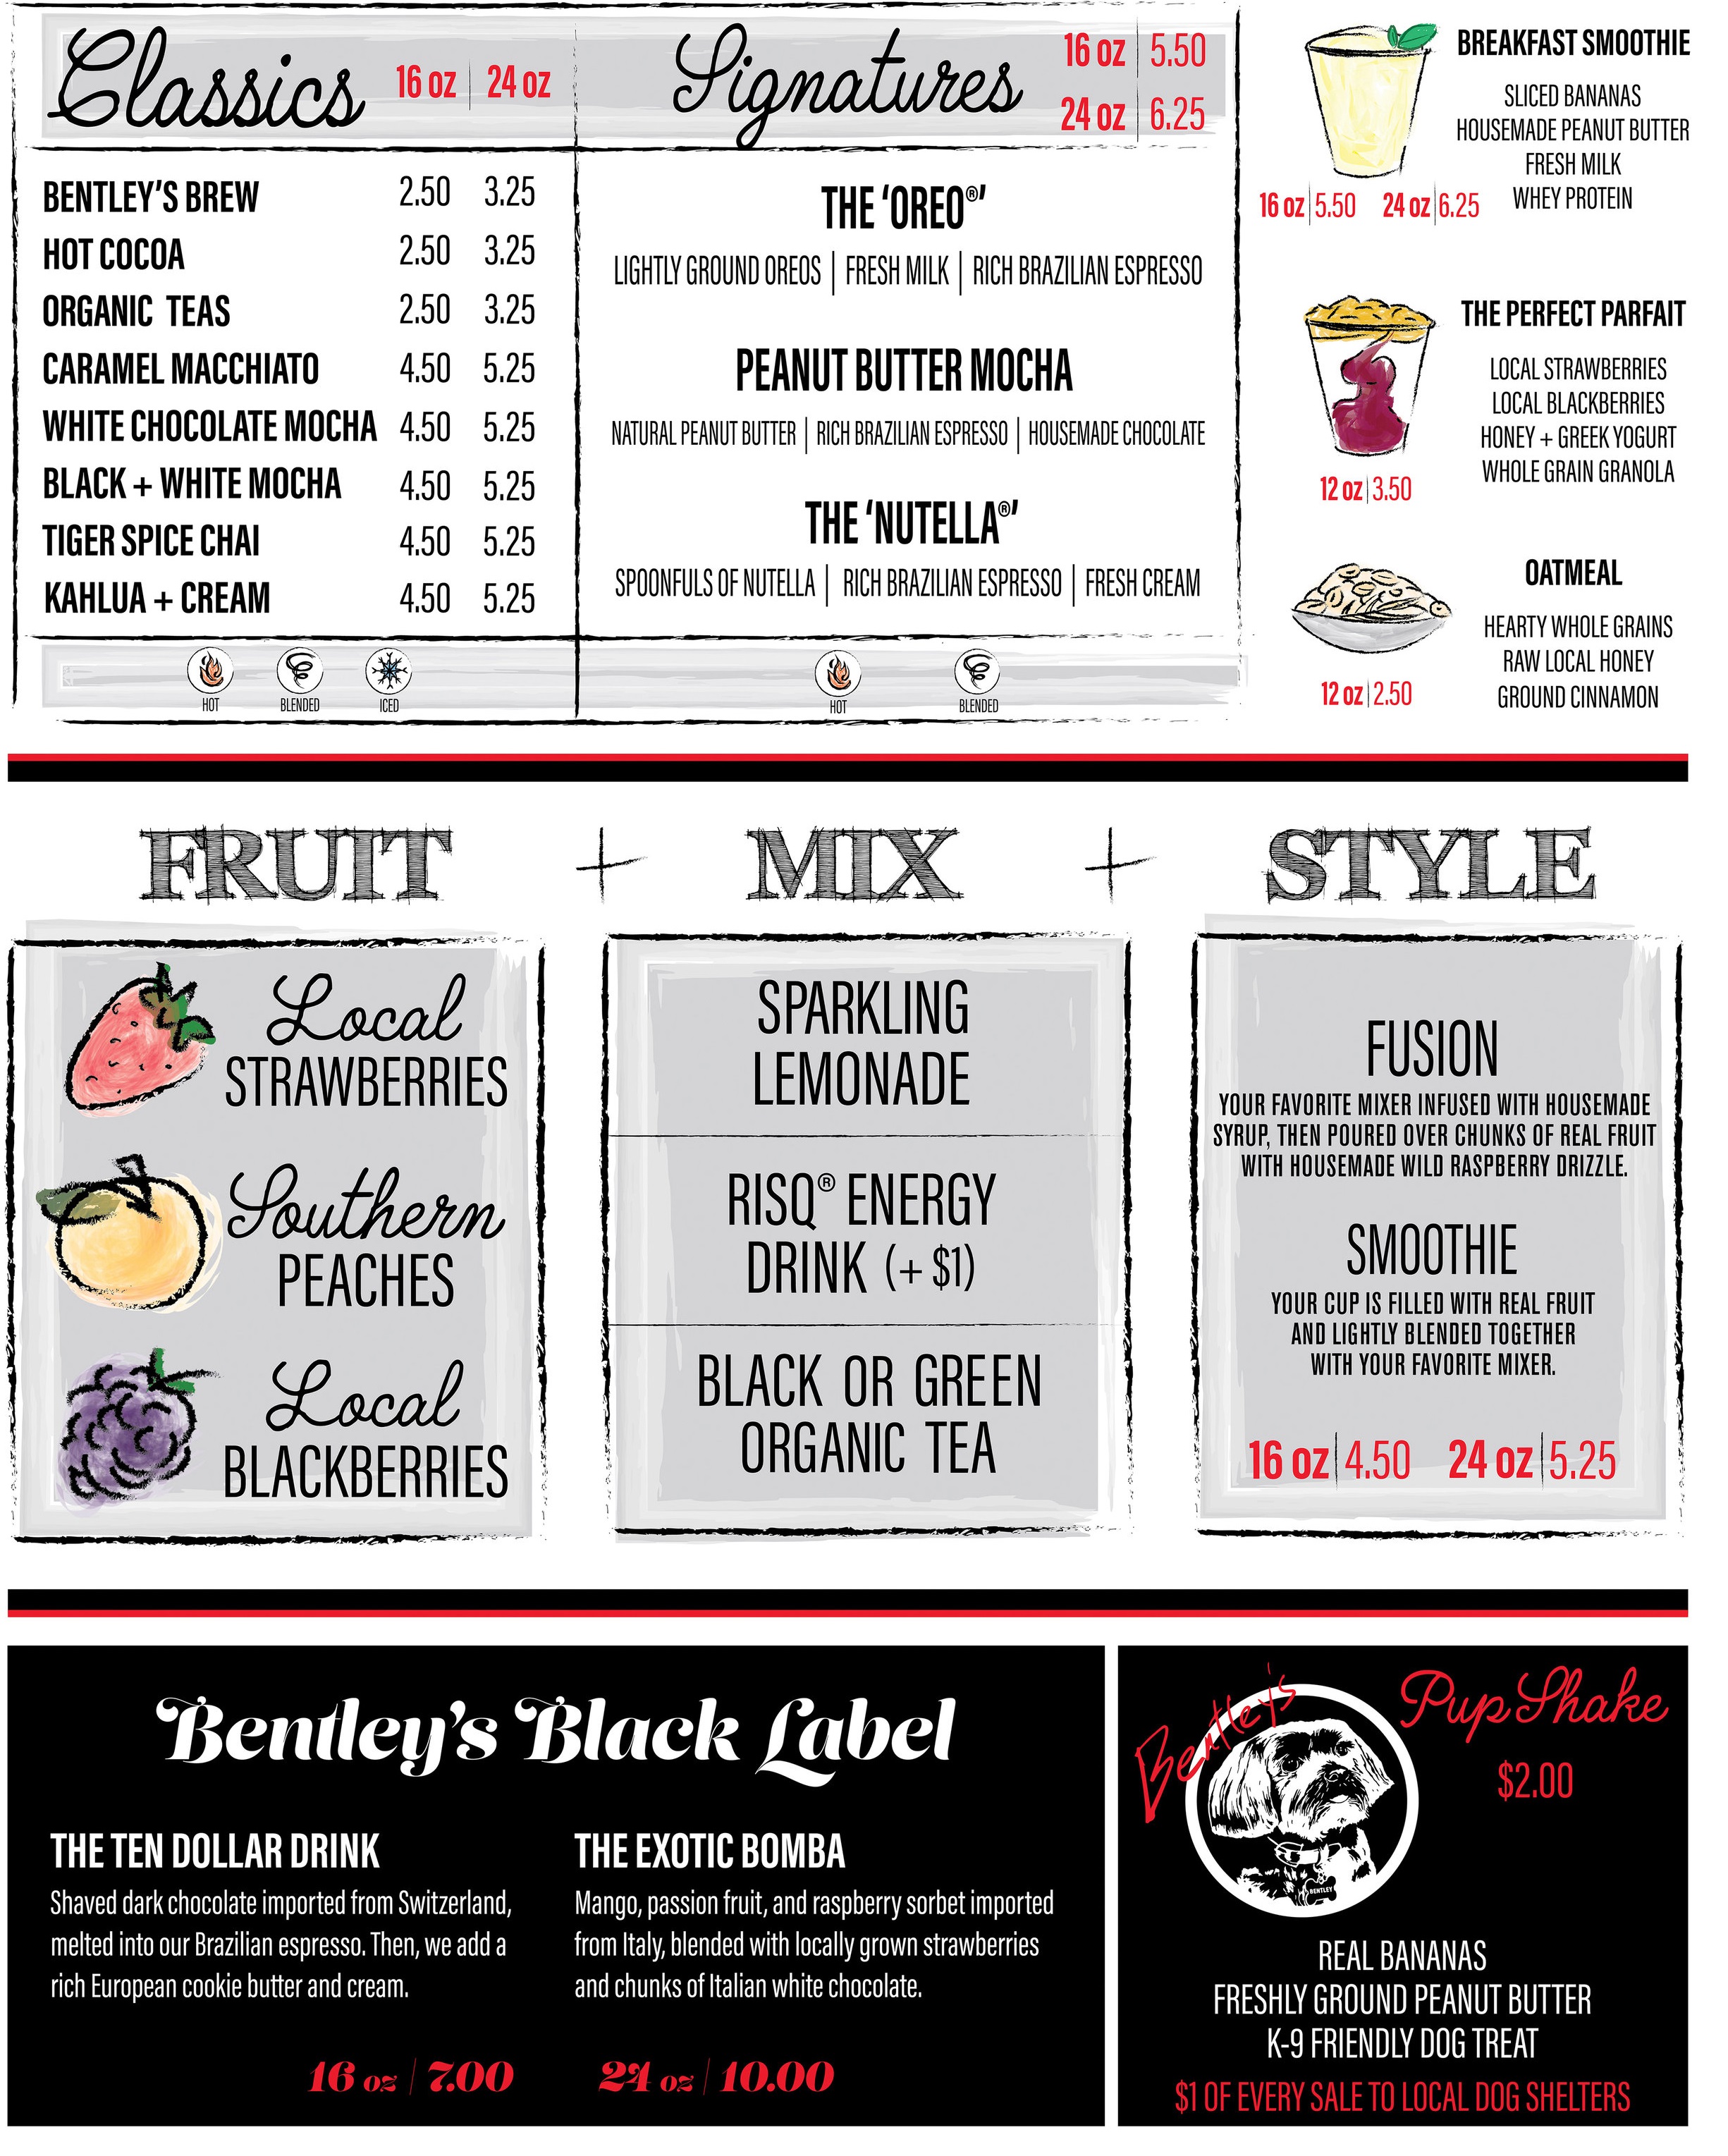 Classics 16 oz 24 oz
BENTLEY'S BREW 2.50 3.25
HOT COCOA 2.50 3.25
ORGANIC TEAS 2.50 3.25
CARAMEL MACCHIATO 4.50 5.25
WHITE CHOCOLATE MOCHA 4.50 5.25
BLACK + WHITE MOCHA 4.50 5.25
TIGER SPICE CHAI 4.50 5.25
KAHLUA + CREAM 4.50 5.25
HOT BLENDED ICED
Signatures
16 oz | 5.50
24 oz | 6.25
THE 'OREO®'
LIGHTLY GROUND OREOS | FRESH MILK | RICH BRAZILIAN ESPRESSO
PEANUT BUTTER MOCHA
NATURAL PEANUT BUTTER | RICH BRAZILIAN ESPRESSO | HOUSEMADE CHOCOLATE
THE 'NUTELLA®'
SPOONFULS OF NUTELLA | RICH BRAZILIAN ESPRESSO | FRESH CREAM
HOT BLENDED
BREAKFAST SMOOTHIE
SLICED BANANAS
HOUSEMADE PEANUT BUTTER
FRESH MILK
WHEY PROTEIN
16 oz | 5.50 24 oz | 6.25
THE PERFECT PARFAIT
LOCAL STRAWBERRIES
LOCAL BLACKBERRIES
HONEY + GREEK YOGURT
WHOLE GRAIN GRANOLA
12 oz | 3.50
OATMEAL
HEARTY WHOLE GRAINS
RAW LOCAL HONEY
GROUND CINNAMON
12 oz | 2.50
FRUIT + MIX + STYLE
Local
STRAWBERRIES
Southern
PEACHES
Local
BLACKBERRIES
SPARKLING
LEMONADE
RISQ® ENERGY
DRINK (+ $1)
BLACK OR GREEN
ORGANIC TEA
FUSION
YOUR FAVORITE MIXER INFUSED WITH HOUSEMADE
SYRUP, THEN POURED OVER CHUNKS OF REAL FRUIT
WITH HOUSEMADE WILD RASPBERRY DRIZZLE.
SMOOTHIE
YOUR CUP IS FILLED WITH REAL FRUIT
AND LIGHTLY BLENDED TOGETHER
WITH YOUR FAVORITE MIXER.
16 oz | 4.50 24 oz | 5.25
Bentley's Black Label
THE TEN DOLLAR DRINK
Shaved dark chocolate imported from Switzerland,
melted into our Brazilian espresso. Then, we add a
rich European cookie butter and cream.
THE EXOTIC BOMBA
Mango, passion fruit, and raspberry sorbet imported
from Italy, blended with locally grown strawberries
and chunks of Italian white chocolate.
16 oz | 7.00 24 oz | 10.00
Bentley's
Pup Shake
$2.00
BENTLEY
REAL BANANAS
FRESHLY GROUND PEANUT BUTTER
K-9 FRIENDLY DOG TREAT
$1 OF EVERY SALE TO LOCAL DOG SHELTERS